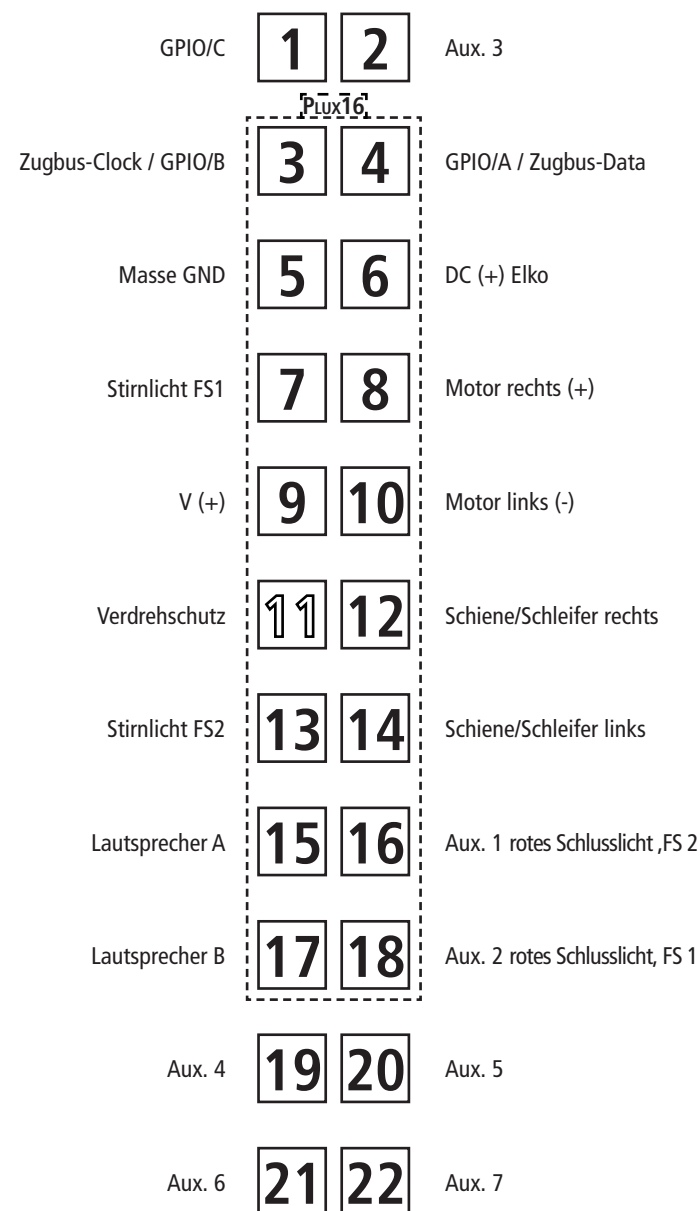 GPIO/C 1 2 Aux. 3
PLUX16
Zugbus-Clock / GPIO/B 3 4 GPIO/A / Zugbus-Data
Masse GND 5 6 DC (+) Elko
Stirnlicht FS1 7 8 Motor rechts (+)
V (+) 9 10 Motor links (-)
Verdrehschutz 11 12 Schiene/Schleifer rechts
Stirnlicht FS2 13 14 Schiene/Schleifer links
Lautsprecher A 15 16 Aux. 1 rotes Schlusslicht ,FS 2
Lautsprecher B 17 18 Aux. 2 rotes Schlusslicht, FS 1
Aux. 4 19 20 Aux. 5
Aux. 6 21 22 Aux. 7